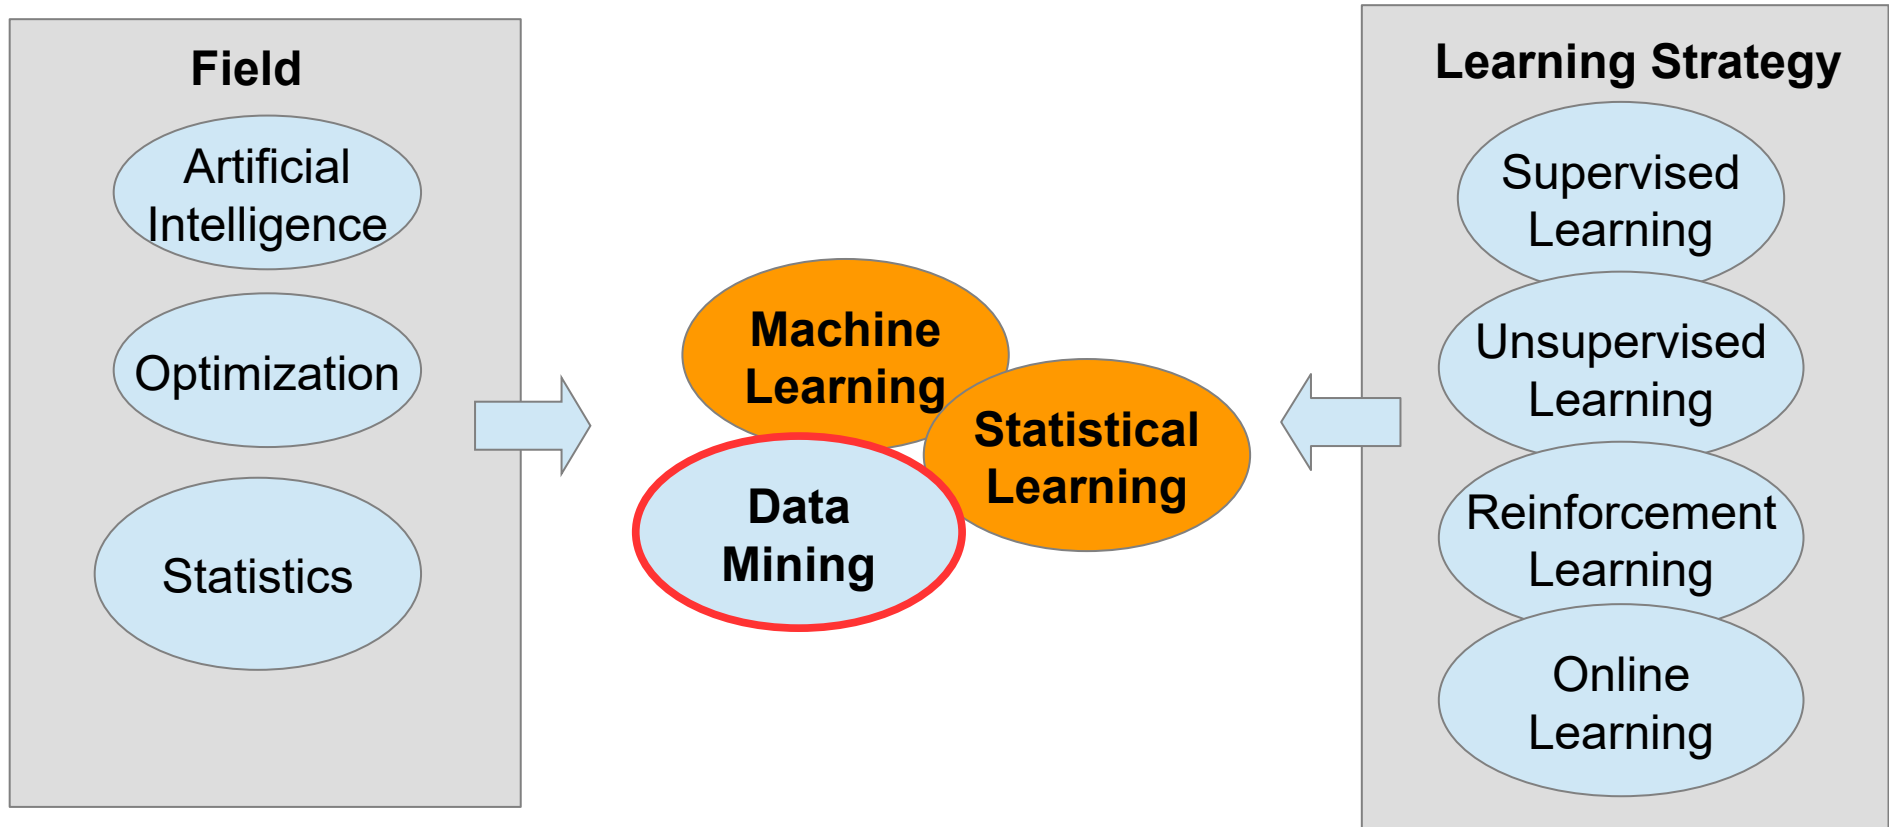 Field
Artificial
Intelligence
Optimization
Statistics
Machine
Learning
Statistical
Learning
Data
Mining
Learning Strategy
Supervised
Learning
Unsupervised
Learning
Reinforcement
Learning
Online
Learning